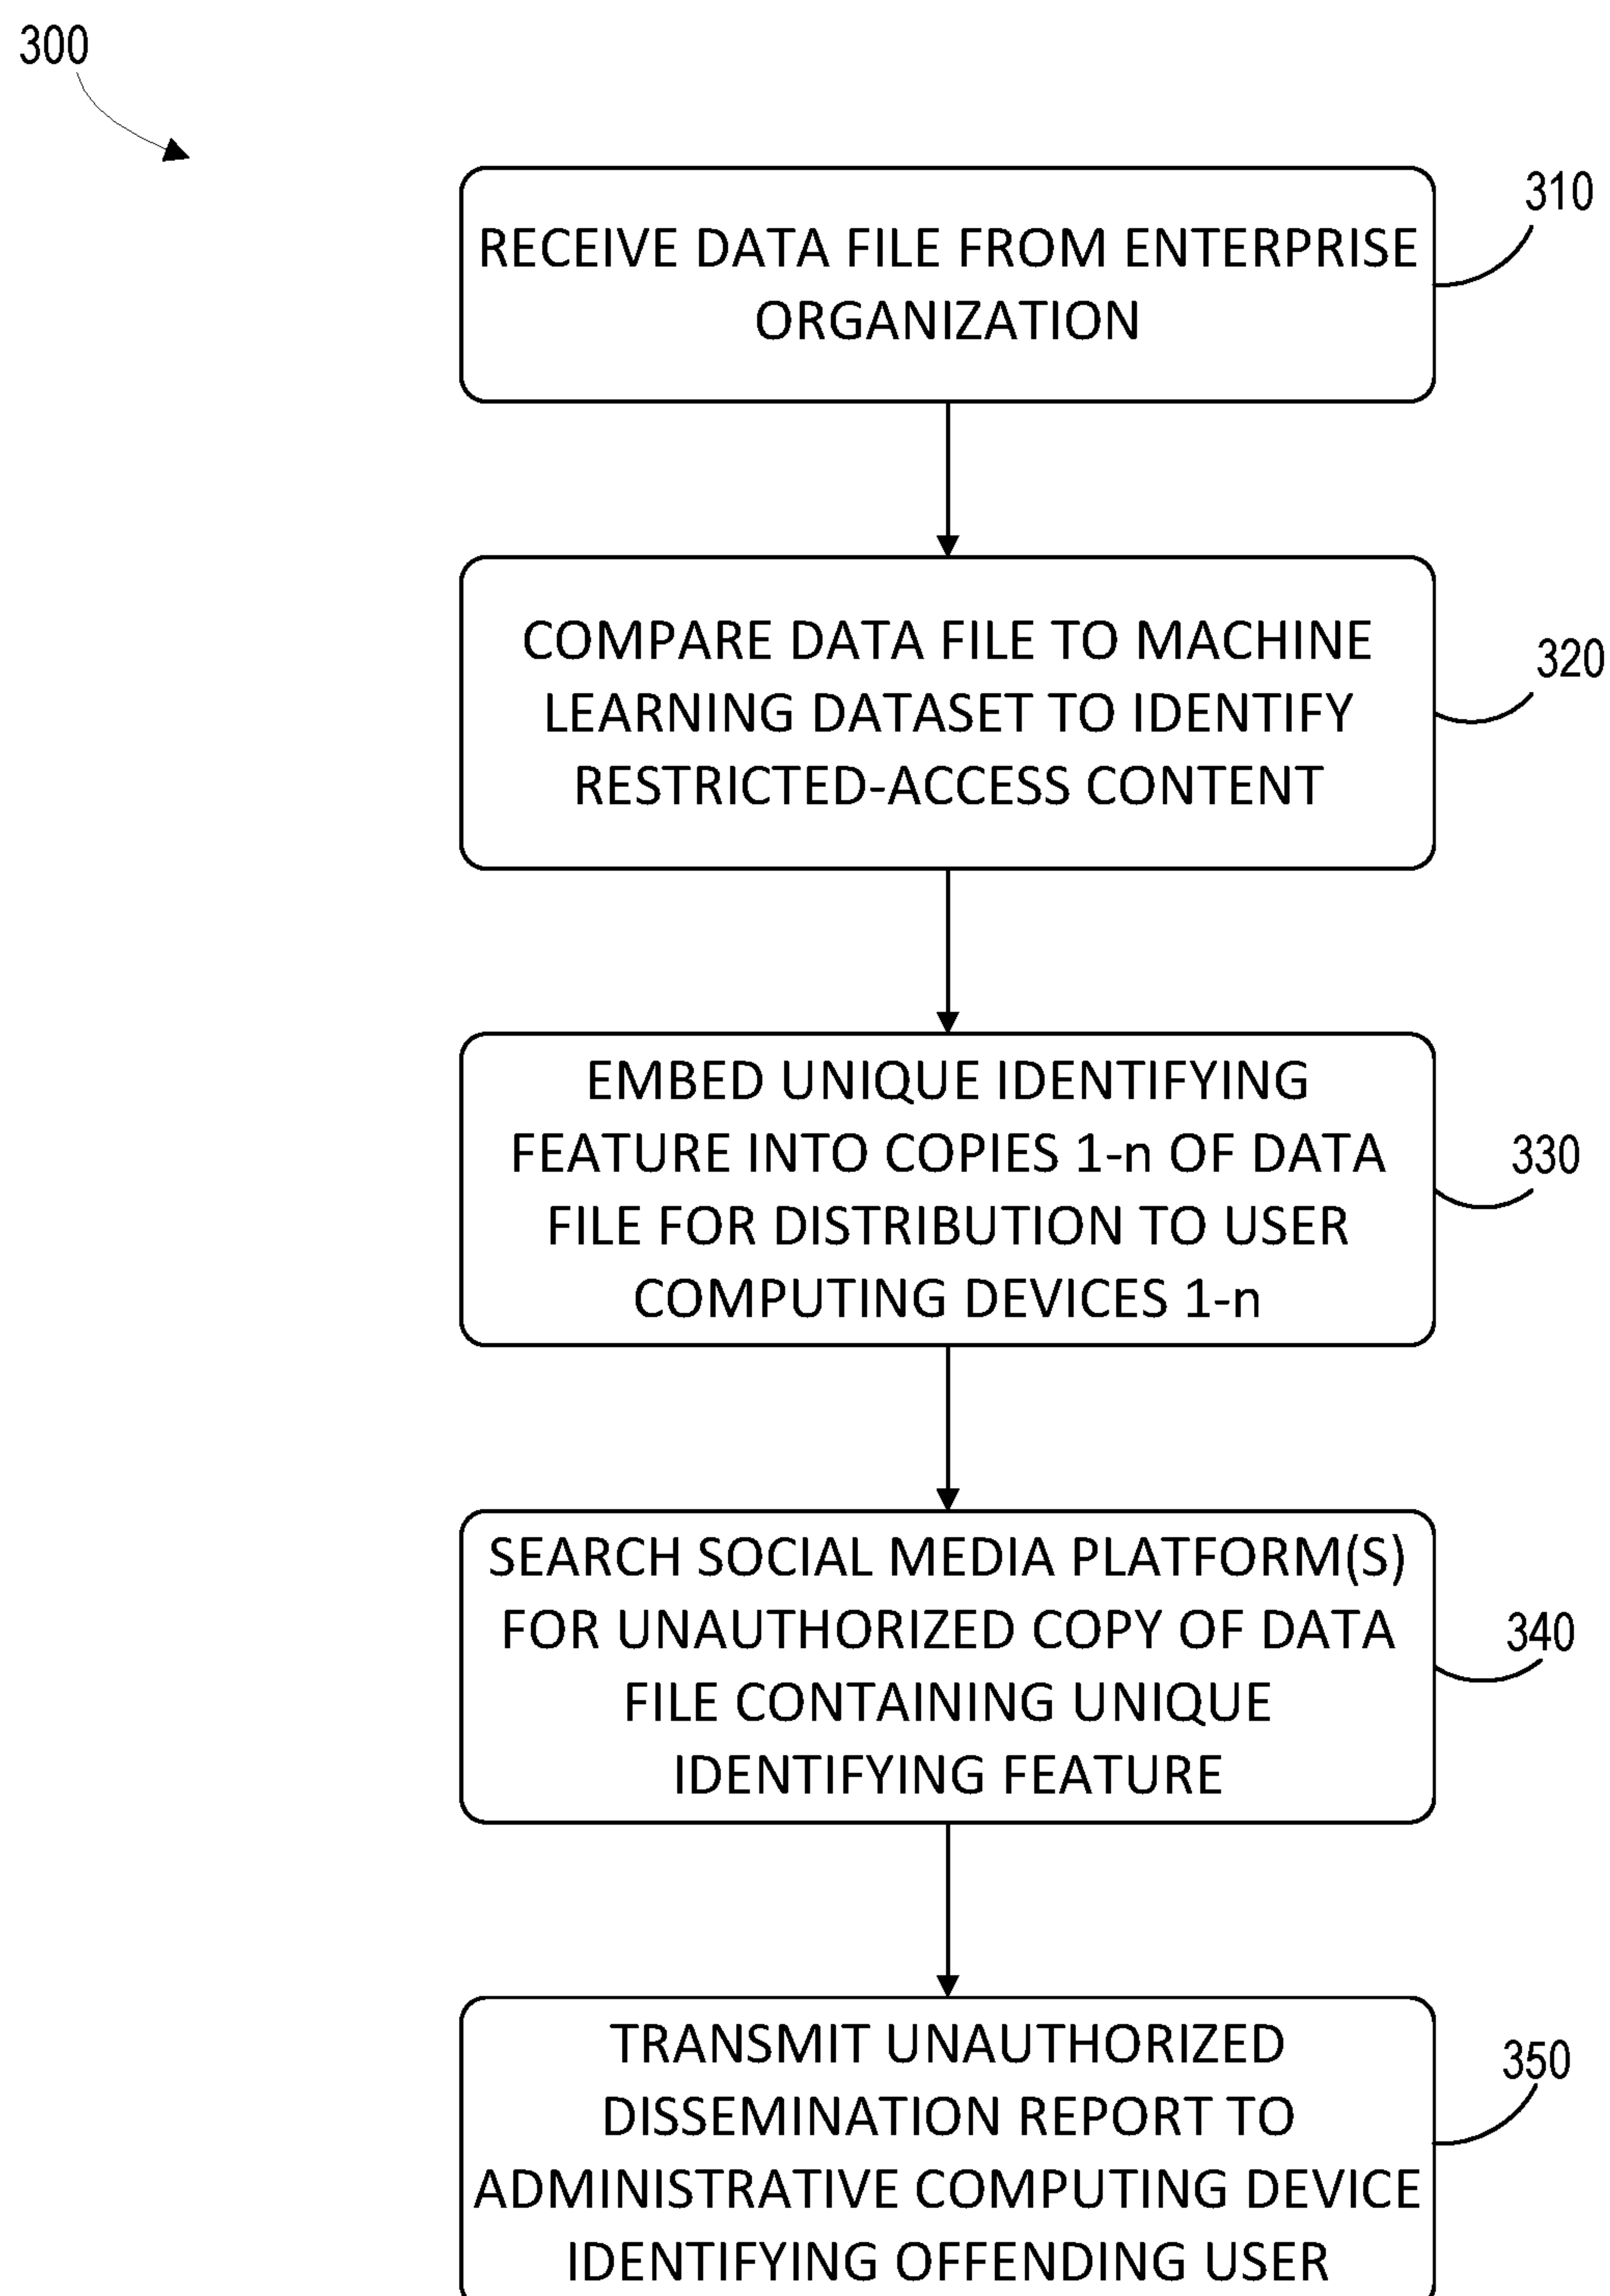 300
310
RECEIVE DATA FILE FROM ENTERPRISE
ORGANIZATION
320
COMPARE DATA FILE TO MACHINE
LEARNING DATASET TO IDENTIFY
RESTRICTED-ACCESS CONTENT
330
EMBED UNIQUE IDENTIFYING
FEATURE INTO COPIES 1-n OF DATA
FILE FOR DISTRIBUTION TO USER
COMPUTING DEVICES 1-n
340
SEARCH SOCIAL MEDIA PLATFORM(S)
FOR UNAUTHORIZED COPY OF DATA
FILE CONTAINING UNIQUE
IDENTIFYING FEATURE
350
TRANSMIT UNAUTHORIZED
DISSEMINATION REPORT TO
ADMINISTRATIVE COMPUTING DEVICE
IDENTIFYING OFFENDING USER